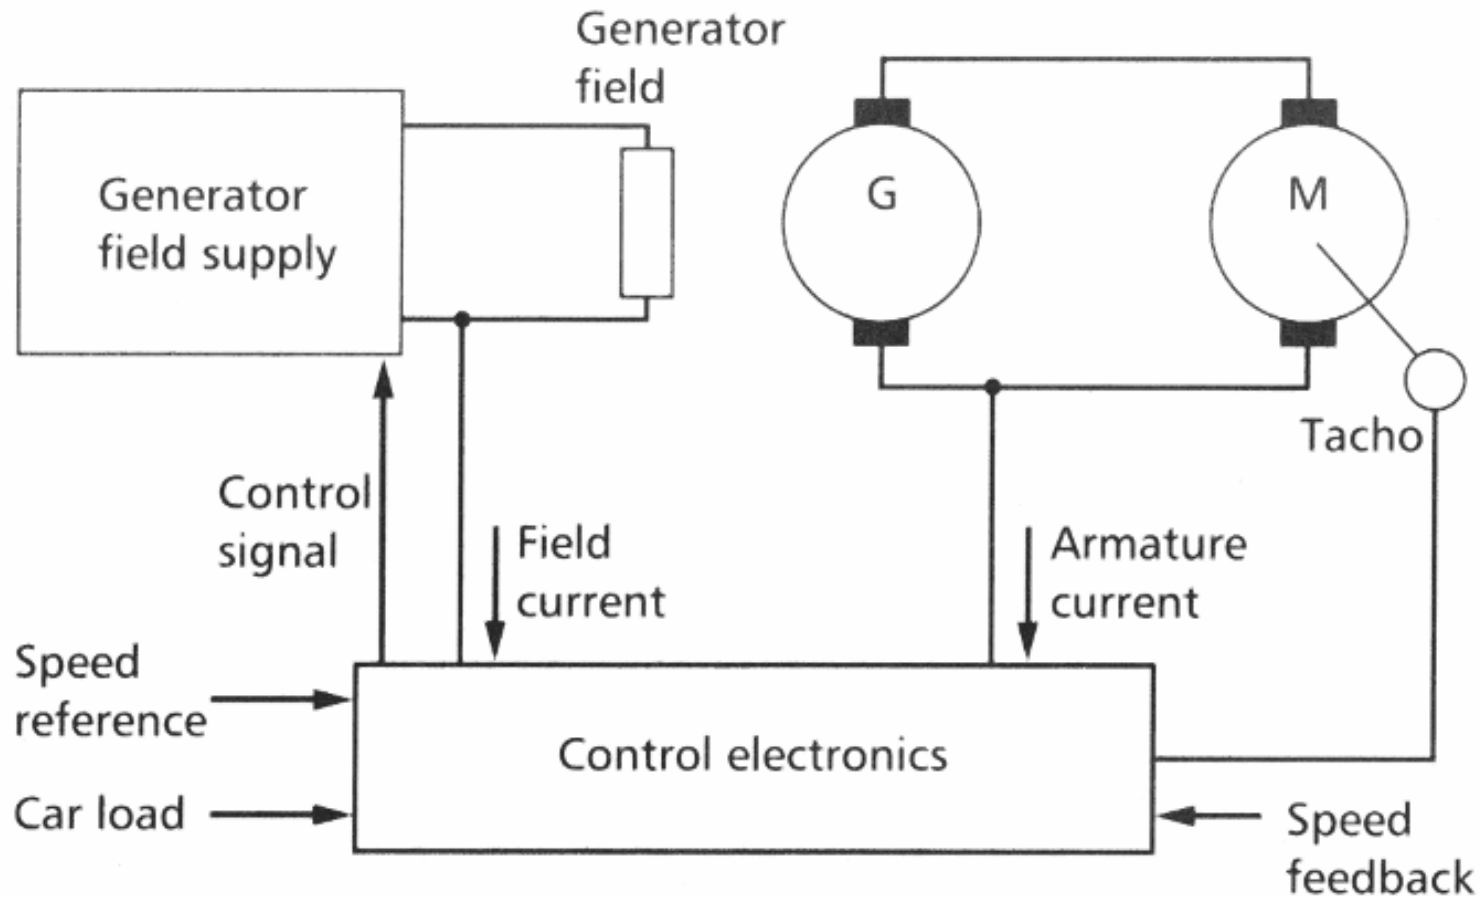 Generator
field
Generator
field supply
G
M
Tacho
Control
signal
Field
current
Armature
current
Speed
reference
Control electronics
Car load
Speed
feedback